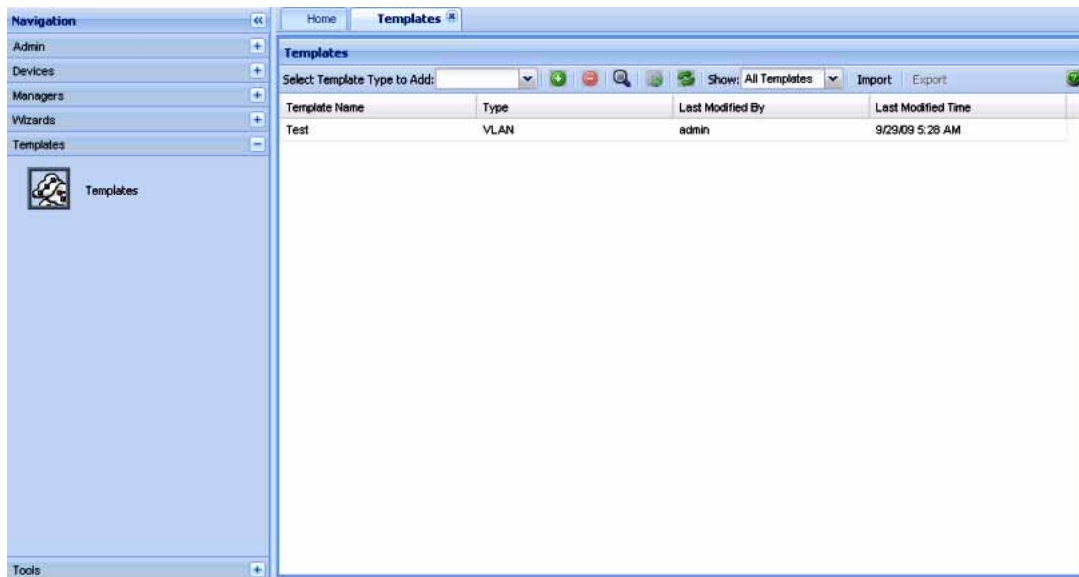 Navigation
Admin
Devices
Managers
Wizards
Templates
Templates
Tools
Home
Templates
Templates
Select Template Type to Add:
Show: All Templates
Import
Export
Template Name Type Last Modified By Last Modified Time
Test VLAN admin 9/29/09 5:28 AM